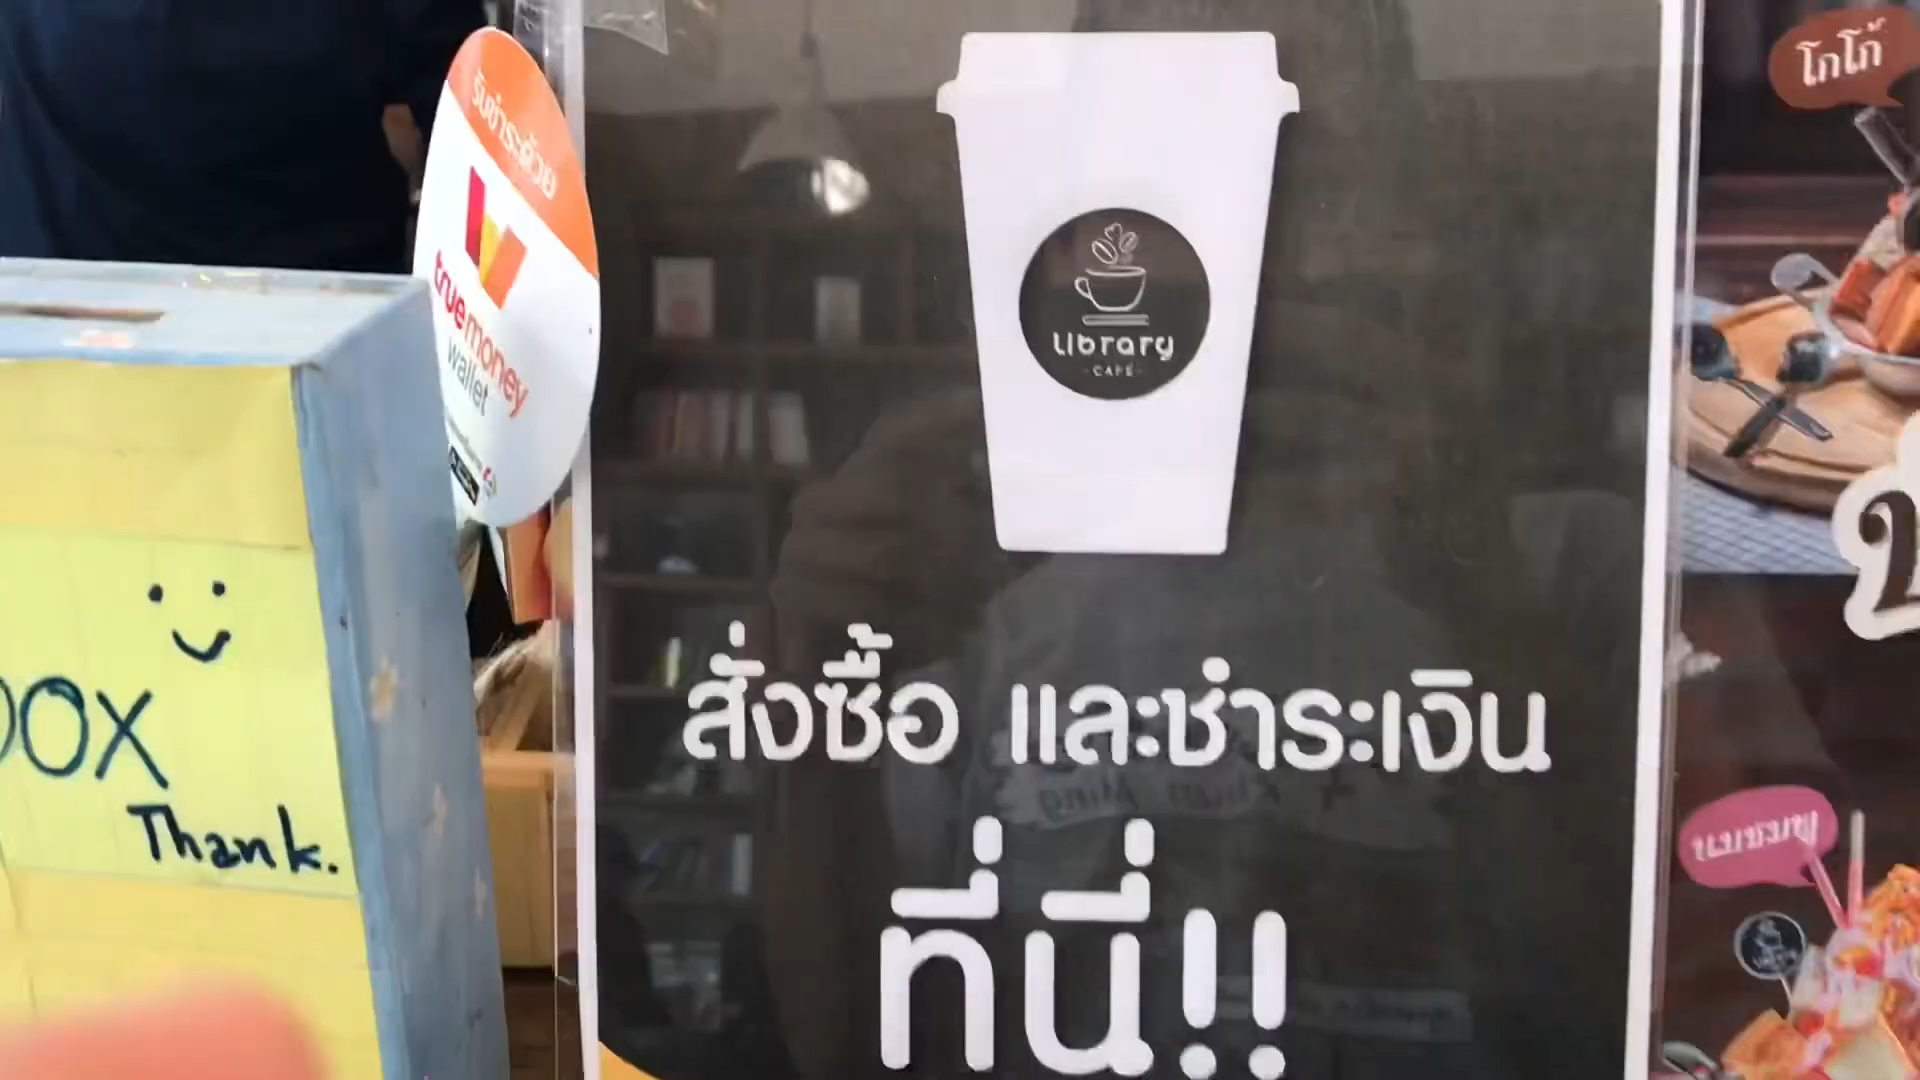 รับชำระด้วย
truemoney
wallet
OX
Thank.
Library
CAFÉ
สั่งซื้อ และชำระเงิน
ที่นี่!!
โกโก้
นมชมพู